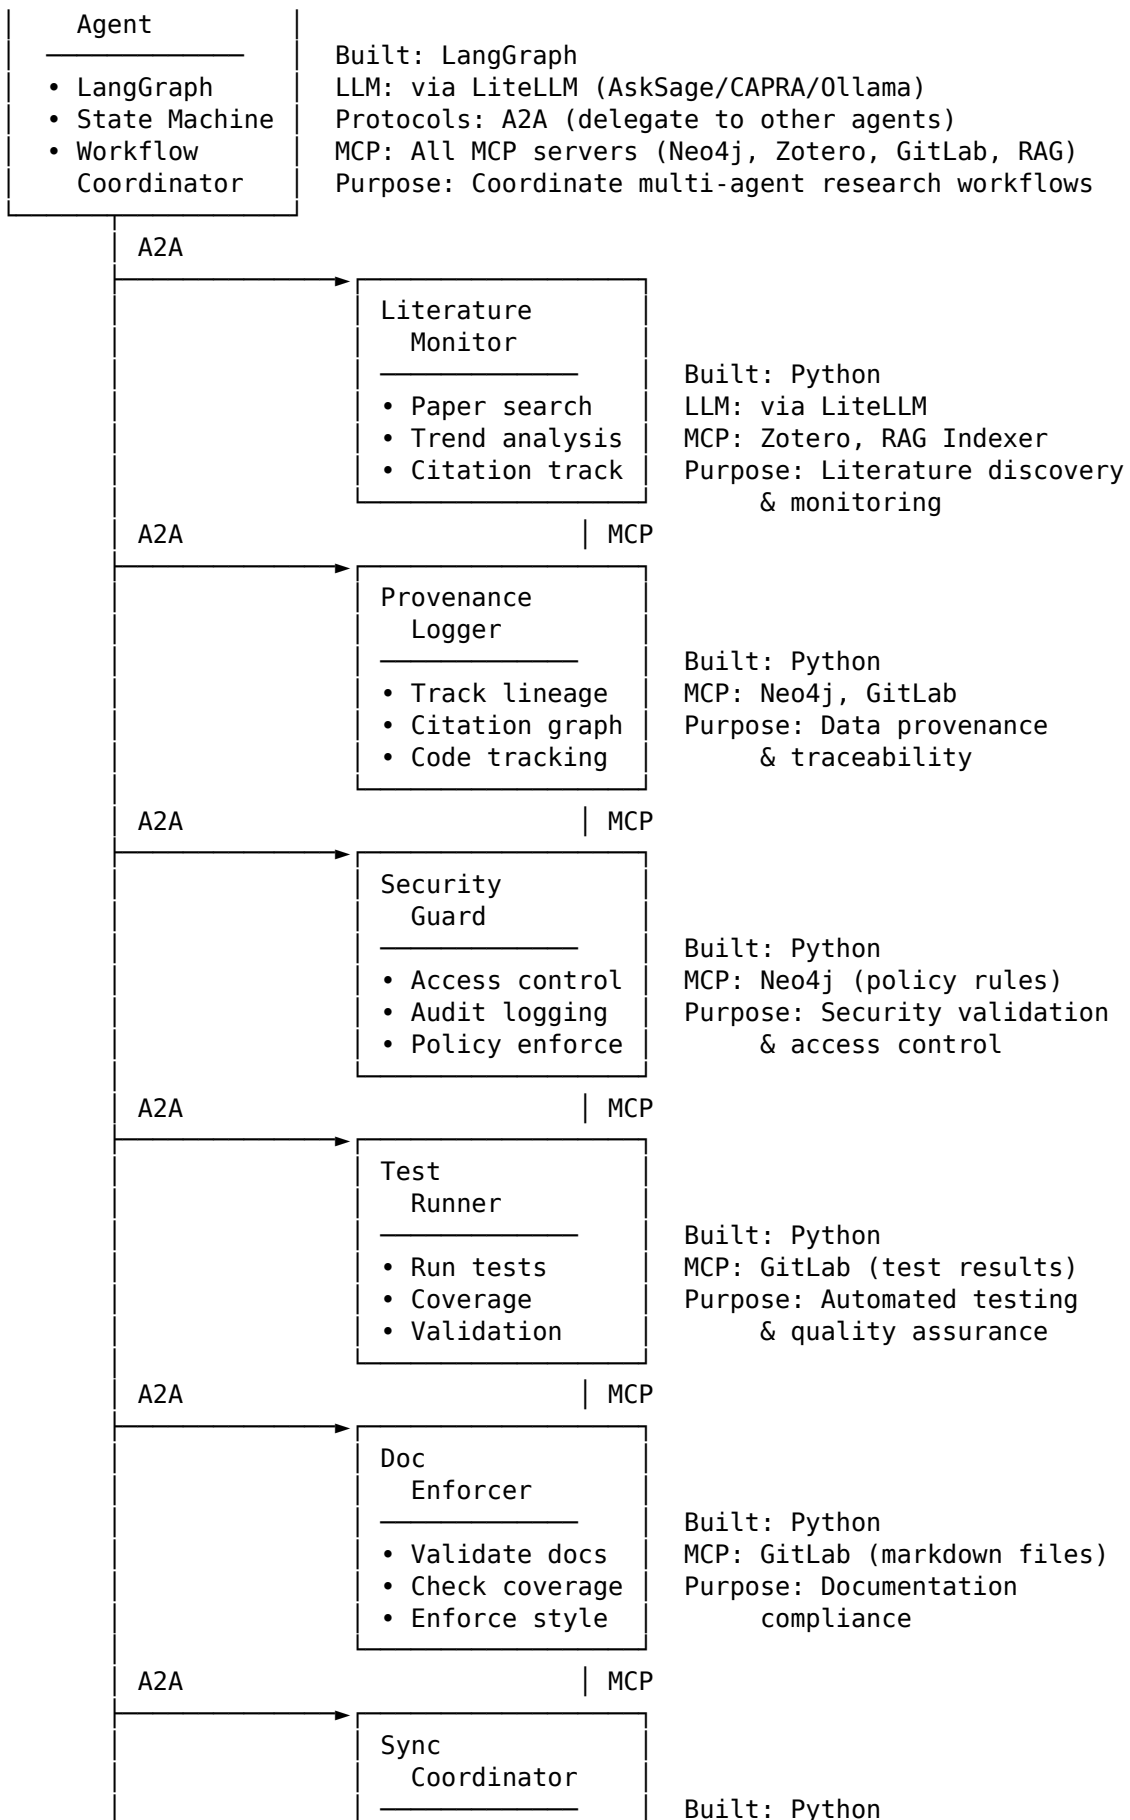 Agent
Built: LangGraph
• LangGraph LLM: via LiteLLM (AskSage/CAPRA/Ollama)
• State Machine Protocols: A2A (delegate to other agents)
• Workflow MCP: All MCP servers (Neo4j, Zotero, GitLab, RAG)
Coordinator Purpose: Coordinate multi-agent research workflows
A2A
Literature
Monitor
Built: Python
• Paper search LLM: via LiteLLM
• Trend analysis MCP: Zotero, RAG Indexer
• Citation track Purpose: Literature discovery
& monitoring
A2A MCP
Provenance
Logger
Built: Python
• Track lineage MCP: Neo4j, GitLab
• Citation graph Purpose: Data provenance
• Code tracking & traceability
A2A MCP
Security
Guard
Built: Python
• Access control MCP: Neo4j (policy rules)
• Audit logging Purpose: Security validation
• Policy enforce & access control
A2A MCP
Test
Runner
Built: Python
• Run tests MCP: GitLab (test results)
• Coverage Purpose: Automated testing
• Validation & quality assurance
A2A MCP
Doc
Enforcer
Built: Python
• Validate docs MCP: GitLab (markdown files)
• Check coverage Purpose: Documentation
• Enforce style compliance
A2A MCP
Sync
Coordinator
Built: Python